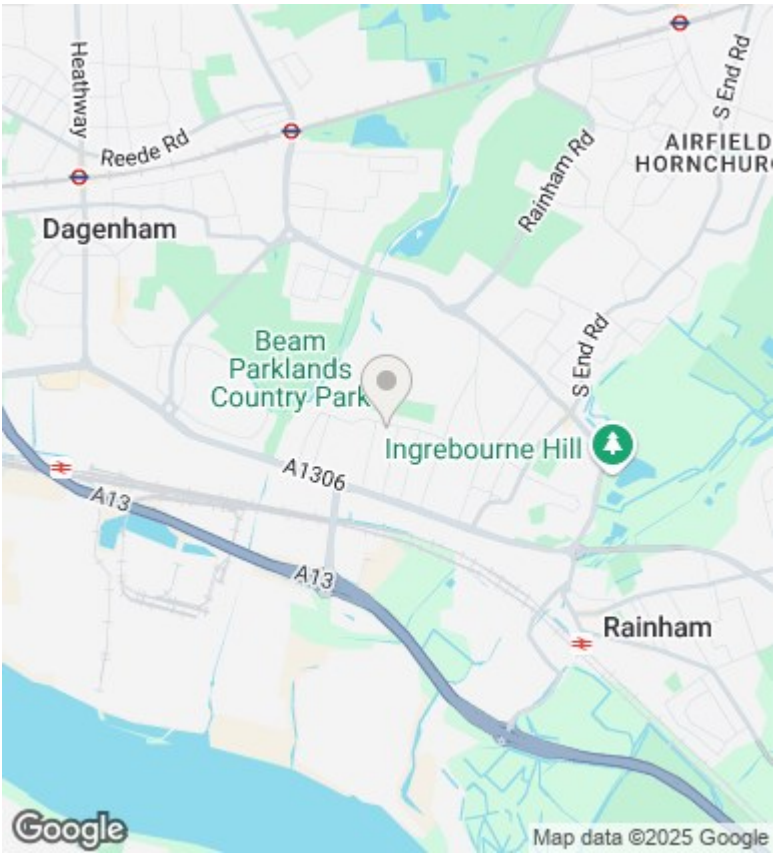 Heathway
S End Rd
Reede Rd
Rainham Rd
AIRFIELD
HORNCHURC
Dagenham
Beam
Parklands
Country Park
S End Rd
Ingrebourne Hill
A1306
A13
A13
Rainham
Google
Map data ©2025 Google